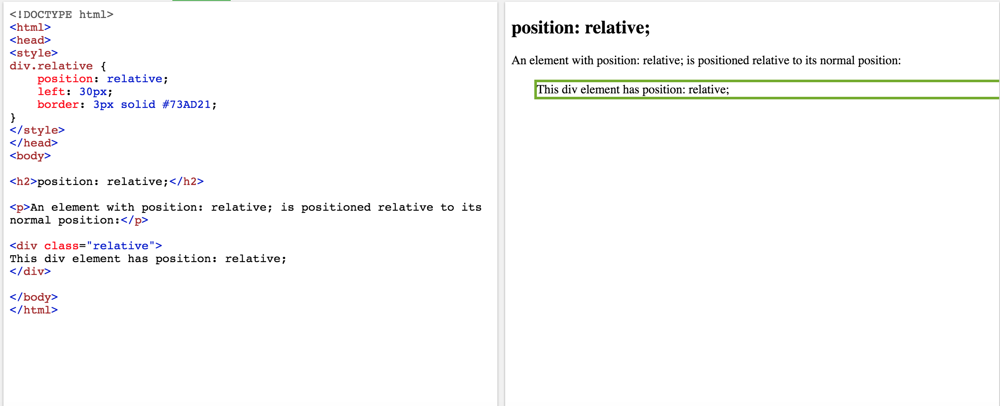 <!DOCTYPE html>
<html>
<head>
<style>
div.relative {
    position: relative;
    left: 30px;
    border: 3px solid #73AD21;
}
</style>
</head>
<body>

<h2>position: relative;</h2>

<p>An element with position: relative; is positioned relative to its
normal position:</p>

<div class="relative">
This div element has position: relative;
</div>

</body>
</html>
position: relative;
An element with position: relative; is positioned relative to its normal position:
This div element has position: relative;